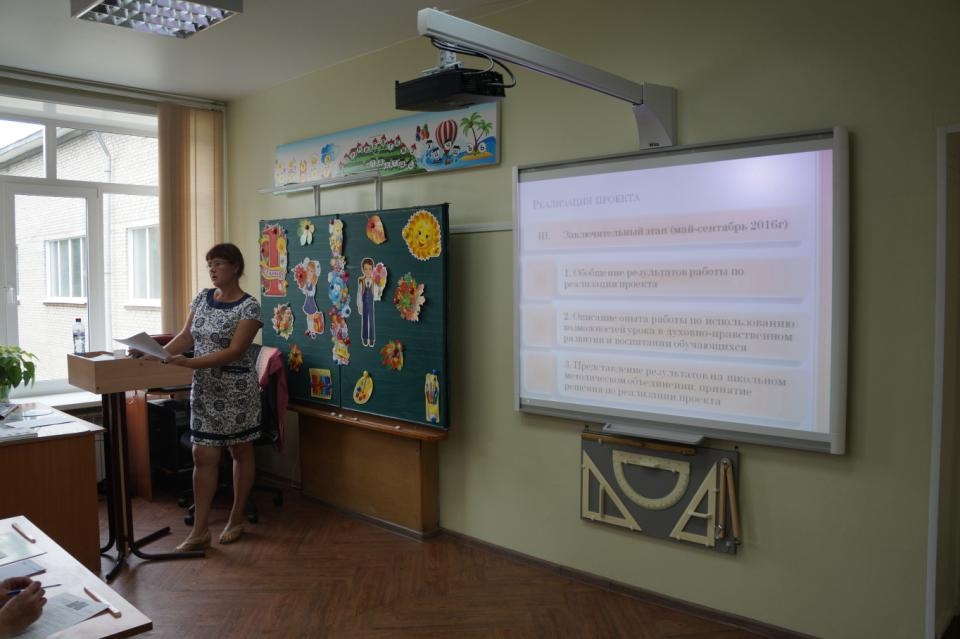 Реализация проекта
III. Заключительный этап (май-сентябрь 2016г)
1. Обобщение результатов работы по
реализации проекта
2. Описание опыта работы по использованию
возможностей урока в духовно-нравственном
развитии и воспитании обучающихся
3. Представление результатов на школьном
методическом объединении, принятие
решения по реализации проекта
1